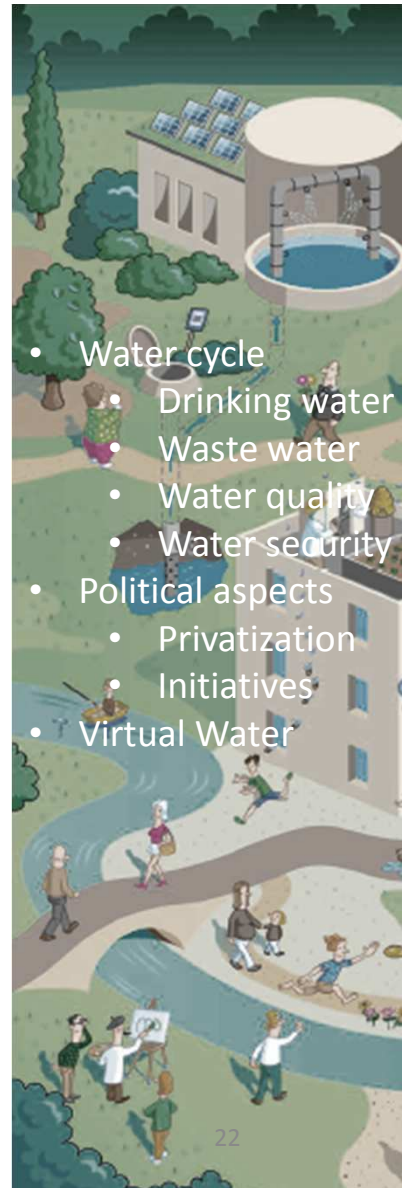 • Water cycle
• Drinking water
• Waste water
• Water quality
• Water security
• Political aspects
• Privatization
• Initiatives
• Virtual Water
22